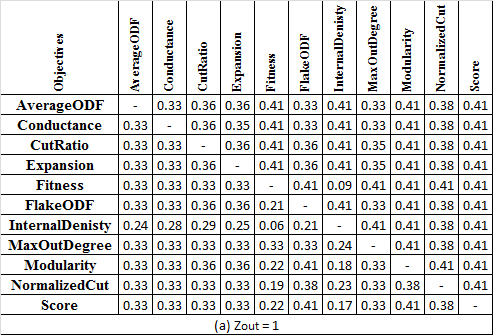 Objectives AverageODF Conductance CutRatio Expansion Fitness FlakeODF InternalDenisty MaxOutDegree Modularity NormalizedCut Score
AverageODF - 0.33 0.36 0.36 0.41 0.33 0.41 0.33 0.41 0.38 0.41
Conductance 0.33 - 0.36 0.35 0.41 0.33 0.41 0.33 0.41 0.38 0.41
CutRatio 0.33 0.33 - 0.36 0.41 0.36 0.41 0.35 0.41 0.38 0.41
Expansion 0.33 0.33 0.36 - 0.41 0.36 0.41 0.35 0.41 0.38 0.41
Fitness 0.33 0.33 0.33 0.33 - 0.41 0.09 0.41 0.41 0.41 0.41
FlakeODF 0.33 0.33 0.36 0.36 0.21 - 0.41 0.33 0.41 0.38 0.41
InternalDenisty 0.24 0.28 0.29 0.25 0.06 0.21 - 0.41 0.41 0.38 0.41
MaxOutDegree 0.33 0.33 0.33 0.33 0.33 0.33 0.24 - 0.41 0.38 0.41
Modularity 0.33 0.33 0.36 0.36 0.22 0.41 0.18 0.33 - 0.41 0.41
NormalizedCut 0.33 0.33 0.33 0.33 0.19 0.38 0.23 0.33 0.38 - 0.41
Score 0.33 0.33 0.33 0.33 0.22 0.41 0.17 0.33 0.41 0.38 -
(a) Zout = 1